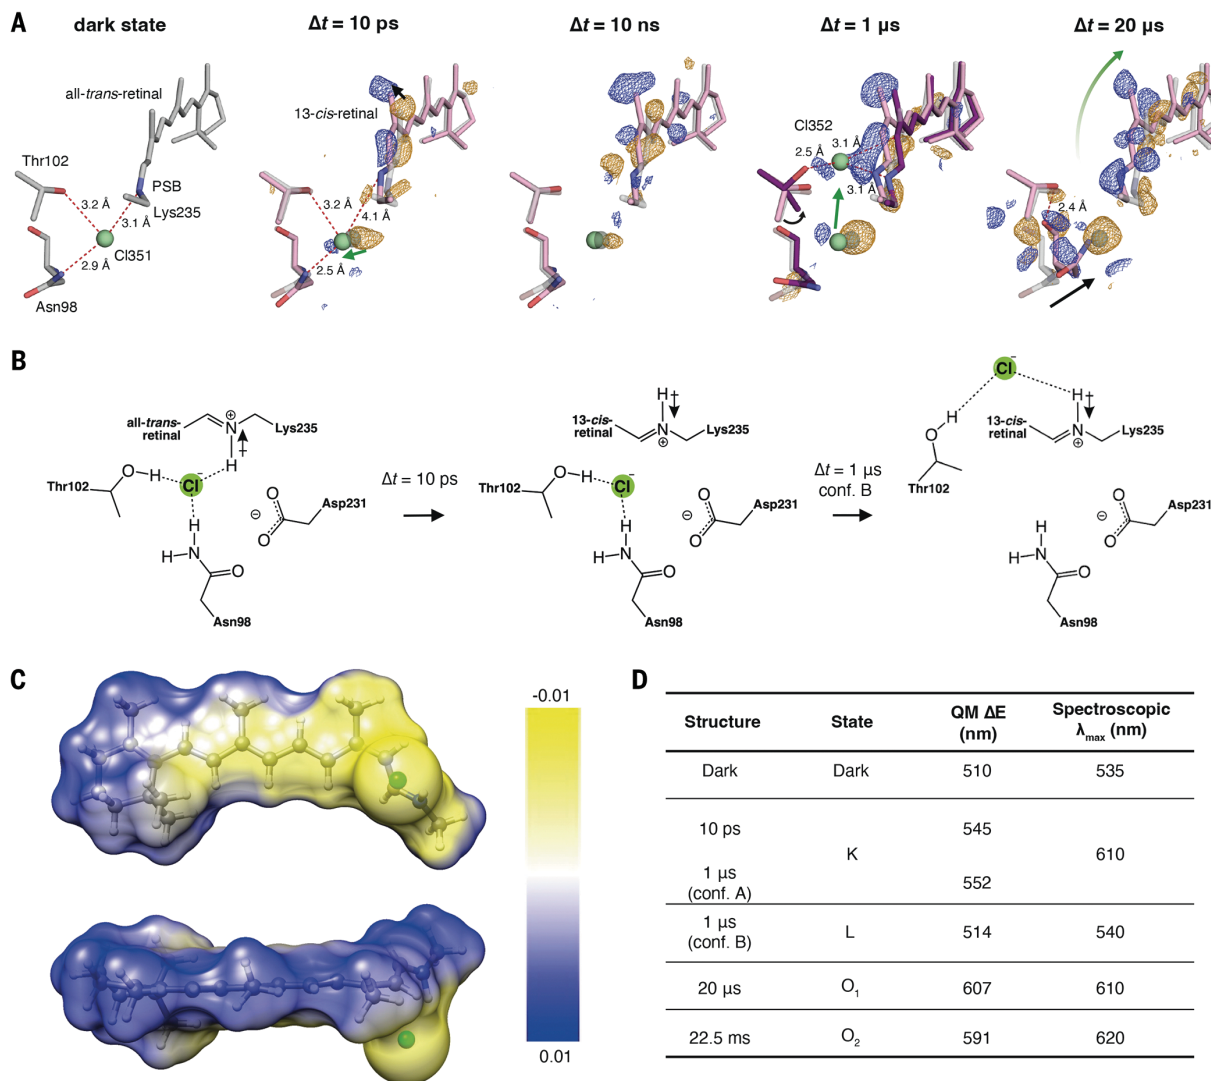 A
dark state
Δt = 10 ps
Δt = 10 ns
Δt = 1 µs
Δt = 20 µs
all-trans-retinal
13-cis-retinal
Cl352
Thr102
PSB
Lys235
3.2 Å
3.1 Å
Cl351
2.9 Å
Asn98
3.2 Å
4.1 Å
2.5 Å
2.5 Å
3.1 Å
3.1 Å
2.4 Å
B
all-trans-
retinal
N
⊕
Lys235
‡
H
O
H
Cl
−
Thr102
H
H
N
O
Asn98
O
O
⊖
Asp231
Δt = 10 ps
H
‡
13-cis-
retinal
N
⊕
Lys235
O
H
Cl
−
Thr102
H
H
N
O
Asn98
O
O
⊖
Asp231
Δt = 1 µs
conf. B
Cl
−
H
‡
13-cis-
retinal
N
⊕
Lys235
H
O
Thr102
H
H
N
O
Asn98
O
O
⊖
Asp231
C
-0.01
0.01
D
Structure State QM ΔE (nm) Spectroscopic λmax (nm)
Dark Dark 510 535
10 ps 545
K 610
1 µs (conf. A) 552
1 µs (conf. B) L 514 540
20 µs O1 607 610
22.5 ms O2 591 620